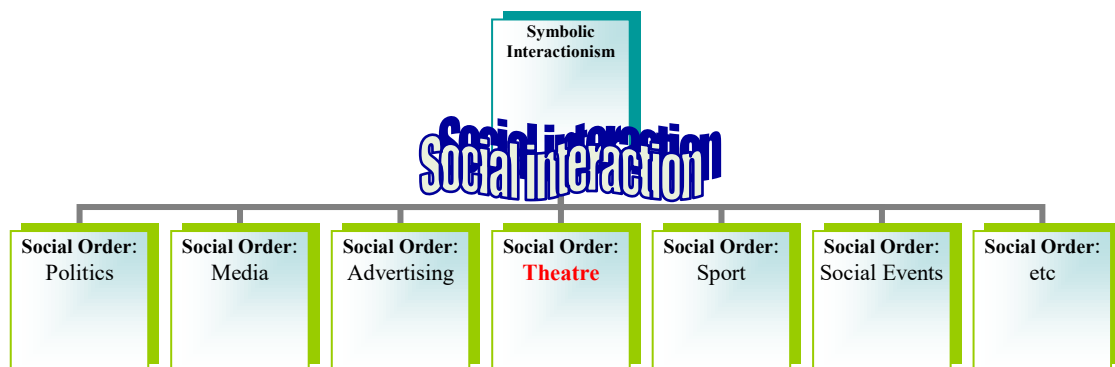 Symbolic
Interactionism
Social interaction
Social Order:
Politics
Social Order:
Media
Social Order:
Advertising
Social Order:
Theatre
Social Order:
Sport
Social Order:
Social Events
Social Order:
etc